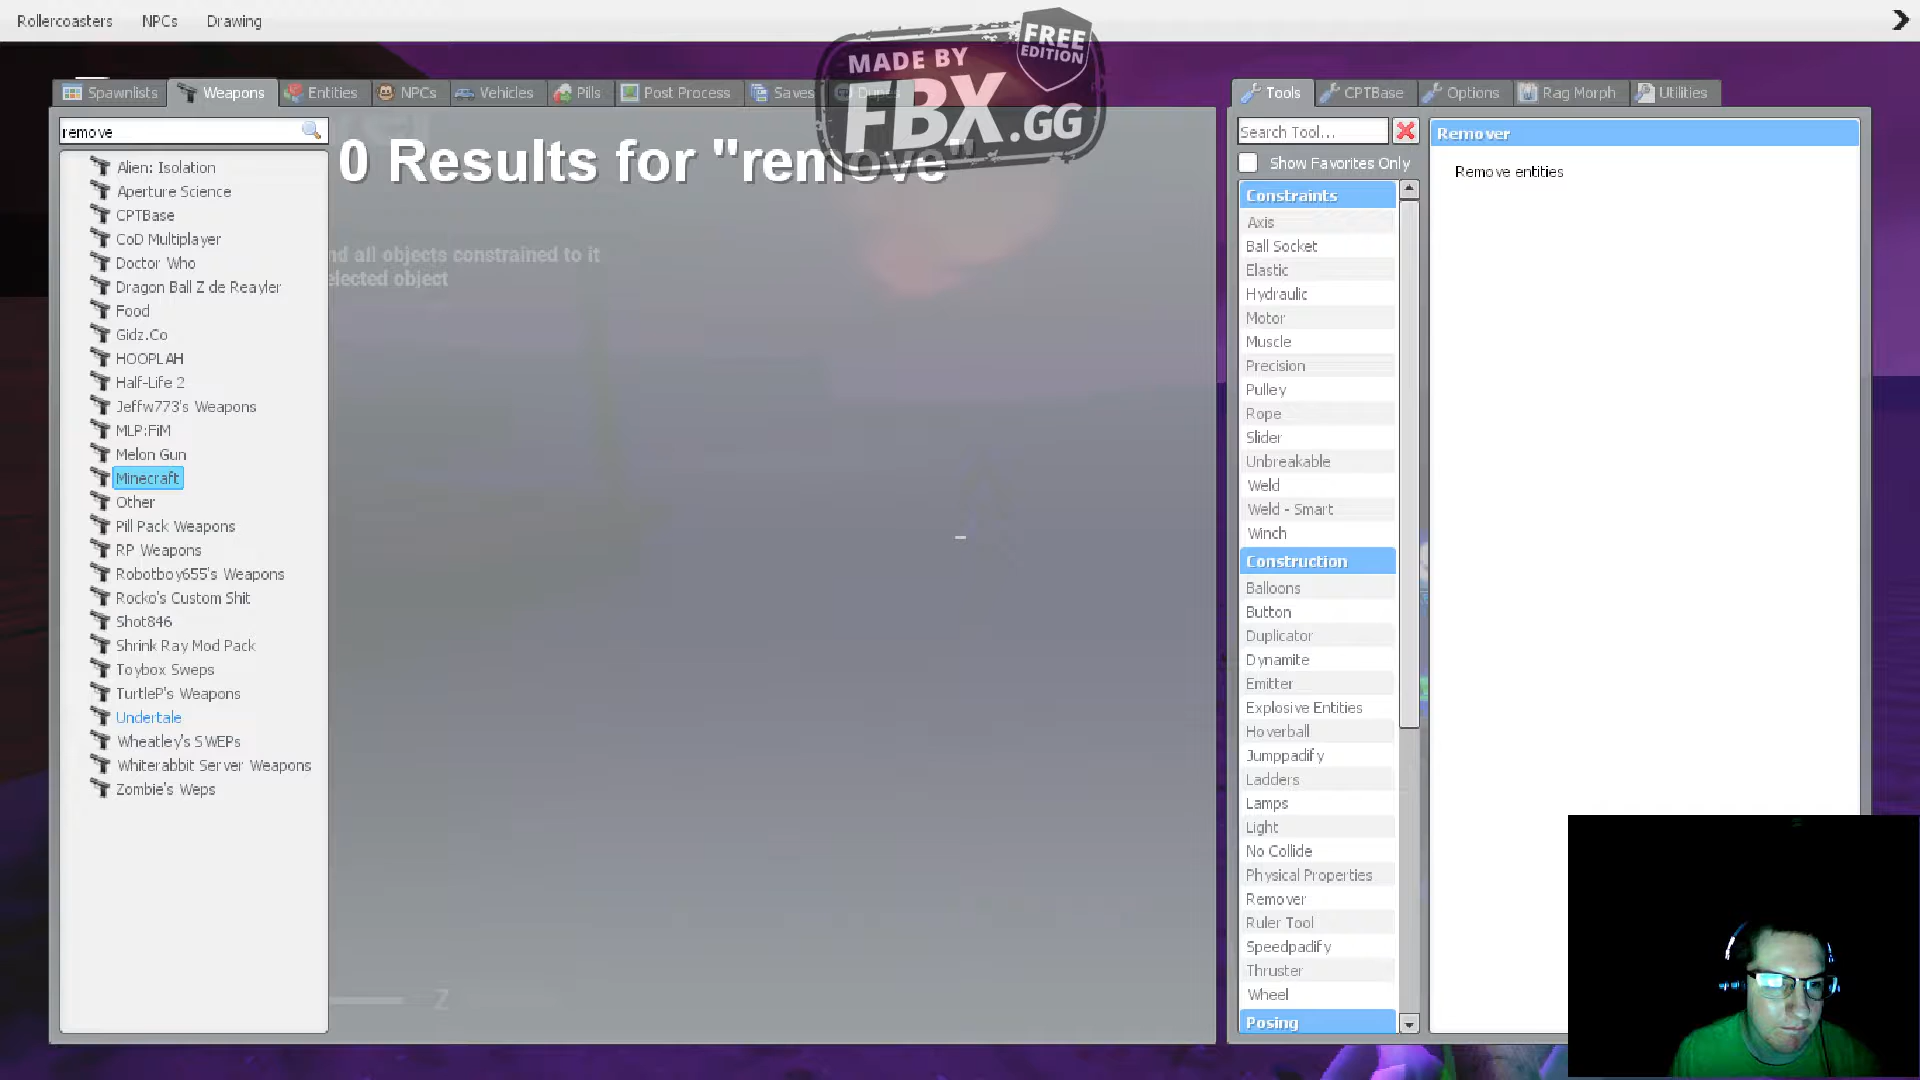 Rollercoasters NPCs Drawing
MADE BY
FBX.GG
FREE
EDITION
Spawnlists Weapons Entities NPCs Vehicles Pills Post Process Saves Dupes
Tools CPTBase Options Rag Morph Utilities
remove
0 Results for "remove"
nd all objects constrained to it
elected object
Alien: Isolation
Aperture Science
CPTBase
CoD Multiplayer
Doctor Who
Dragon Ball Z de Reayler
Food
Gidz.Co
HOOPLAH
Half-Life 2
Jeffw773's Weapons
MLP:FiM
Melon Gun
Minecraft
Other
Pill Pack Weapons
RP Weapons
Robotboy655's Weapons
Rocko's Custom Shit
Shot846
Shrink Ray Mod Pack
Toybox Sweps
TurtleP's Weapons
Undertale
Wheatley's SWEPs
Whiterabbit Server Weapons
Zombie's Weps
Z
Search Tool...
Show Favorites Only
Constraints
Axis
Ball Socket
Elastic
Hydraulic
Motor
Muscle
Precision
Pulley
Rope
Slider
Unbreakable
Weld
Weld - Smart
Winch
Construction
Balloons
Button
Duplicator
Dynamite
Emitter
Explosive Entities
Hoverball
Jumppadify
Ladders
Lamps
Light
No Collide
Physical Properties
Remover
Ruler Tool
Speedpadify
Thruster
Wheel
Posing
Remover
Remove entities